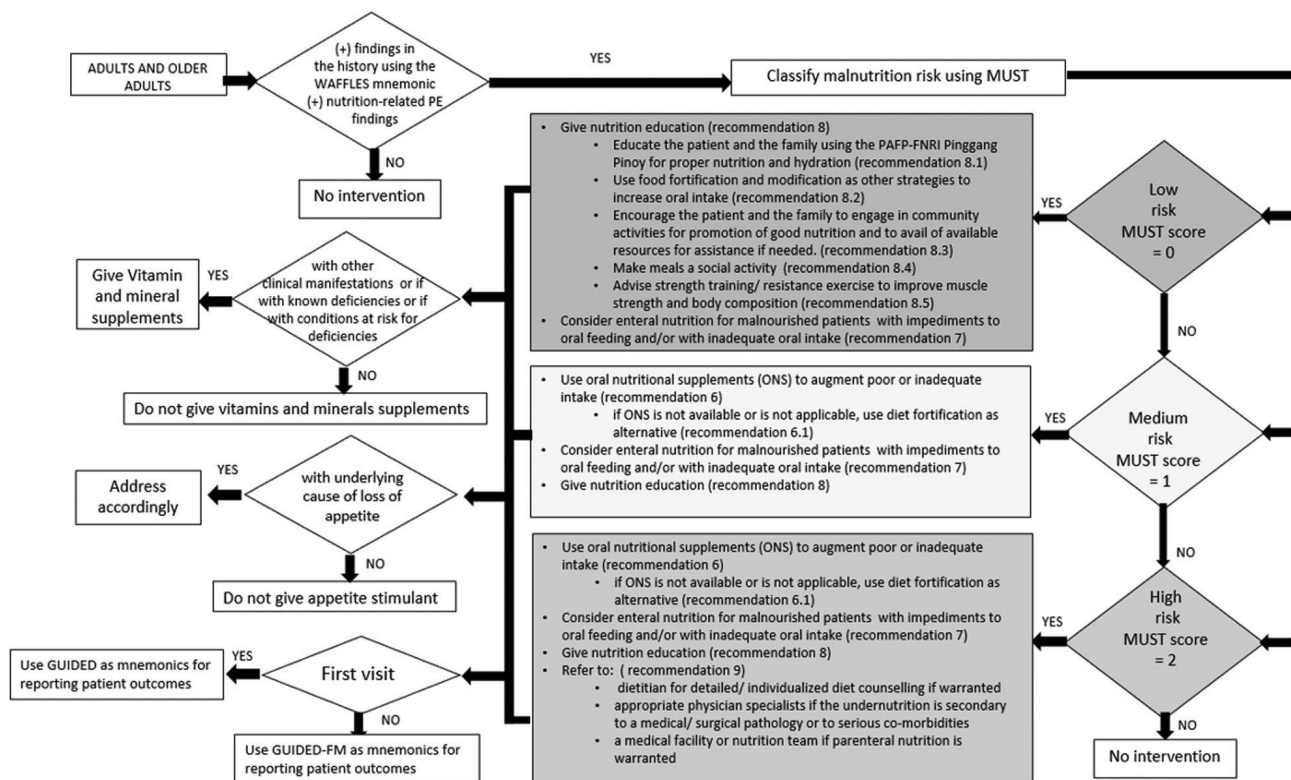 ADULTS AND OLDER
ADULTS
(+) findings in
the history using the
WAFFLES mnemonic
(+) nutrition-related PE
findings
YES
Classify malnutrition risk using MUST
NO
No intervention
• Give nutrition education (recommendation 8)
• Educate the patient and the family using the PAFP-FNRI Pinggang
Pinoy for proper nutrition and hydration (recommendation 8.1)
• Use food fortification and modification as other strategies to
increase oral intake (recommendation 8.2)
• Encourage the patient and the family to engage in community
activities for promotion of good nutrition and to avail of available
resources for assistance if needed. (recommendation 8.3)
• Make meals a social activity (recommendation 8.4)
• Advise strength training/ resistance exercise to improve muscle
strength and body composition (recommendation 8.5)
• Consider enteral nutrition for malnourished patients with impediments to
oral feeding and/or with inadequate oral intake (recommendation 7)
YES
Low
risk
MUST score
= 0
NO
Give Vitamin
and mineral
supplements
YES
with other
clinical manifestations or if
with known deficiencies or if
with conditions at risk for
deficiencies
NO
Do not give vitamins and minerals supplements
• Use oral nutritional supplements (ONS) to augment poor or inadequate
intake (recommendation 6)
• if ONS is not available or is not applicable, use diet fortification as
alternative (recommendation 6.1)
• Consider enteral nutrition for malnourished patients with impediments to
oral feeding and/or with inadequate oral intake (recommendation 7)
• Give nutrition education (recommendation 8)
YES
Medium
risk
MUST score
= 1
NO
Address
accordingly
YES
with underlying
cause of loss of
appetite
NO
Do not give appetite stimulant
• Use oral nutritional supplements (ONS) to augment poor or inadequate
intake (recommendation 6)
• if ONS is not available or is not applicable, use diet fortification as
alternative (recommendation 6.1)
• Consider enteral nutrition for malnourished patients with impediments to
oral feeding and/or with inadequate oral intake (recommendation 7)
• Give nutrition education (recommendation 8)
• Refer to: ( recommendation 9)
• dietitian for detailed/ individualized diet counselling if warranted
• appropriate physician specialists if the undernutrition is secondary
to a medical/ surgical pathology or to serious co-morbidities
• a medical facility or nutrition team if parenteral nutrition is
warranted
YES
High
risk
MUST score
= 2
NO
No intervention
Use GUIDED as mnemonics for
reporting patient outcomes
YES
First visit
NO
Use GUIDED-FM as mnemonics for
reporting patient outcomes